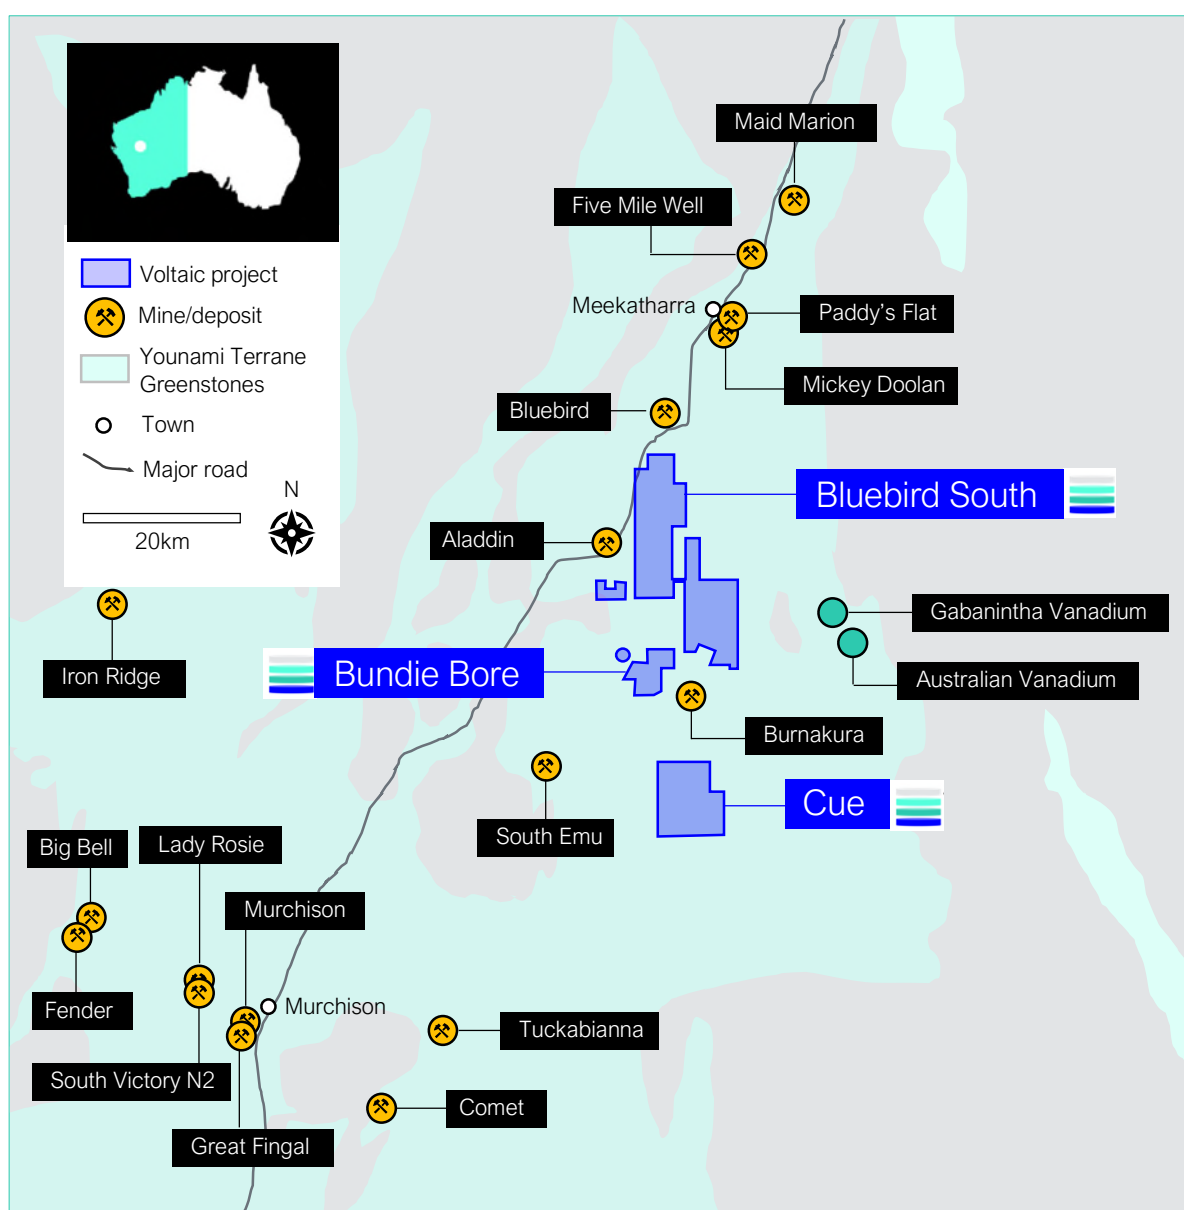 Maid Marion
Five Mile Well
Voltaic project
Mine/deposit
Meekatharra
Paddy's Flat
Younami Terrane
Greenstones
Mickey Doolan
Bluebird
Town
Major road
N
Bluebird South
20km
Aladdin
Gabanintha Vanadium
Iron Ridge
Bundie Bore
Australian Vanadium
Burnakura
Cue
South Emu
Big Bell
Lady Rosie
Murchison
Fender
Murchison
Tuckabianna
South Victory N2
Comet
Great Fingal